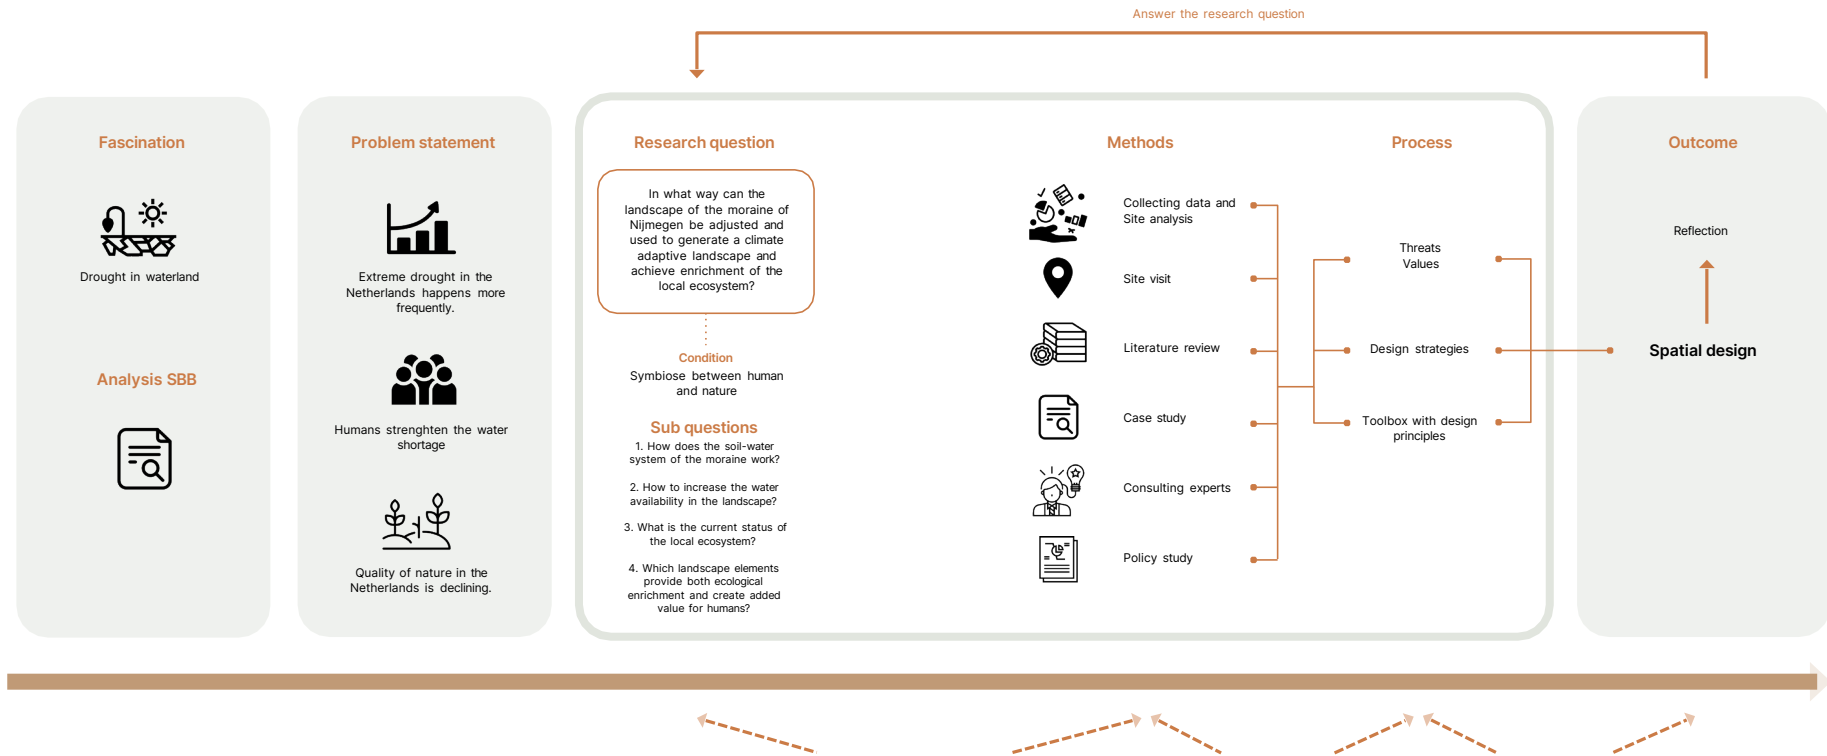 Answer the research question
Fascination
Drought in waterland
Analysis SBB
Problem statement
Extreme drought in the
Netherlands happens more
frequently.
Humans strenghten the water
shortage
Quality of nature in the
Netherlands is declining.
Research question
In what way can the
landscape of the moraine of
Nijmegen be adjusted and
used to generate a climate
adaptive landscape and
achieve enrichment of the
local ecosystem?
Condition
Symbiose between human
and nature
Sub questions
1. How does the soil-water
system of the moraine work?
2. How to increase the water
availability in the landscape?
3. What is the current status of
the local ecosystem?
4. Which landscape elements
provide both ecological
enrichment and create added
value for humans?
Methods
Collecting data and
Site analysis
Site visit
Literature review
Case study
Consulting experts
Policy study
Process
Threats
Values
Design strategies
Toolbox with design
principles
Outcome
Reflection
Spatial design